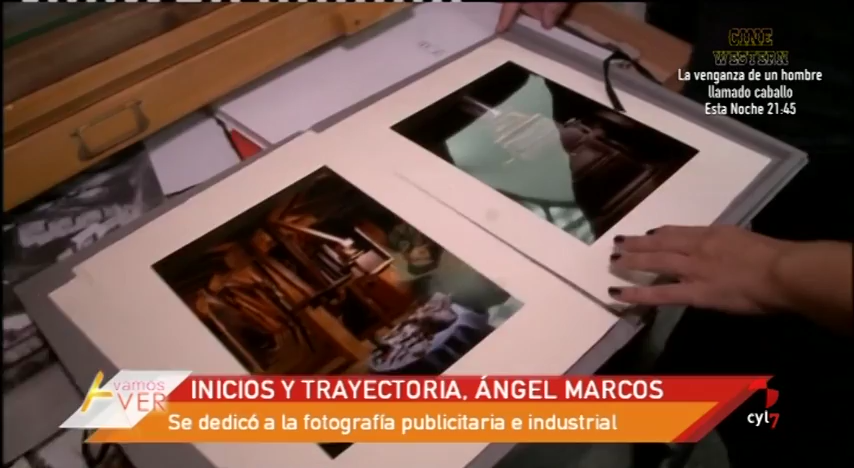 CINE
WESTERN
La venganza de un hombre
llamado caballo
Esta Noche 21:45
vamos
A VER
INICIOS Y TRAYECTORIA, ÁNGEL MARCOS
Se dedicó a la fotografía publicitaria e industrial
cyl7